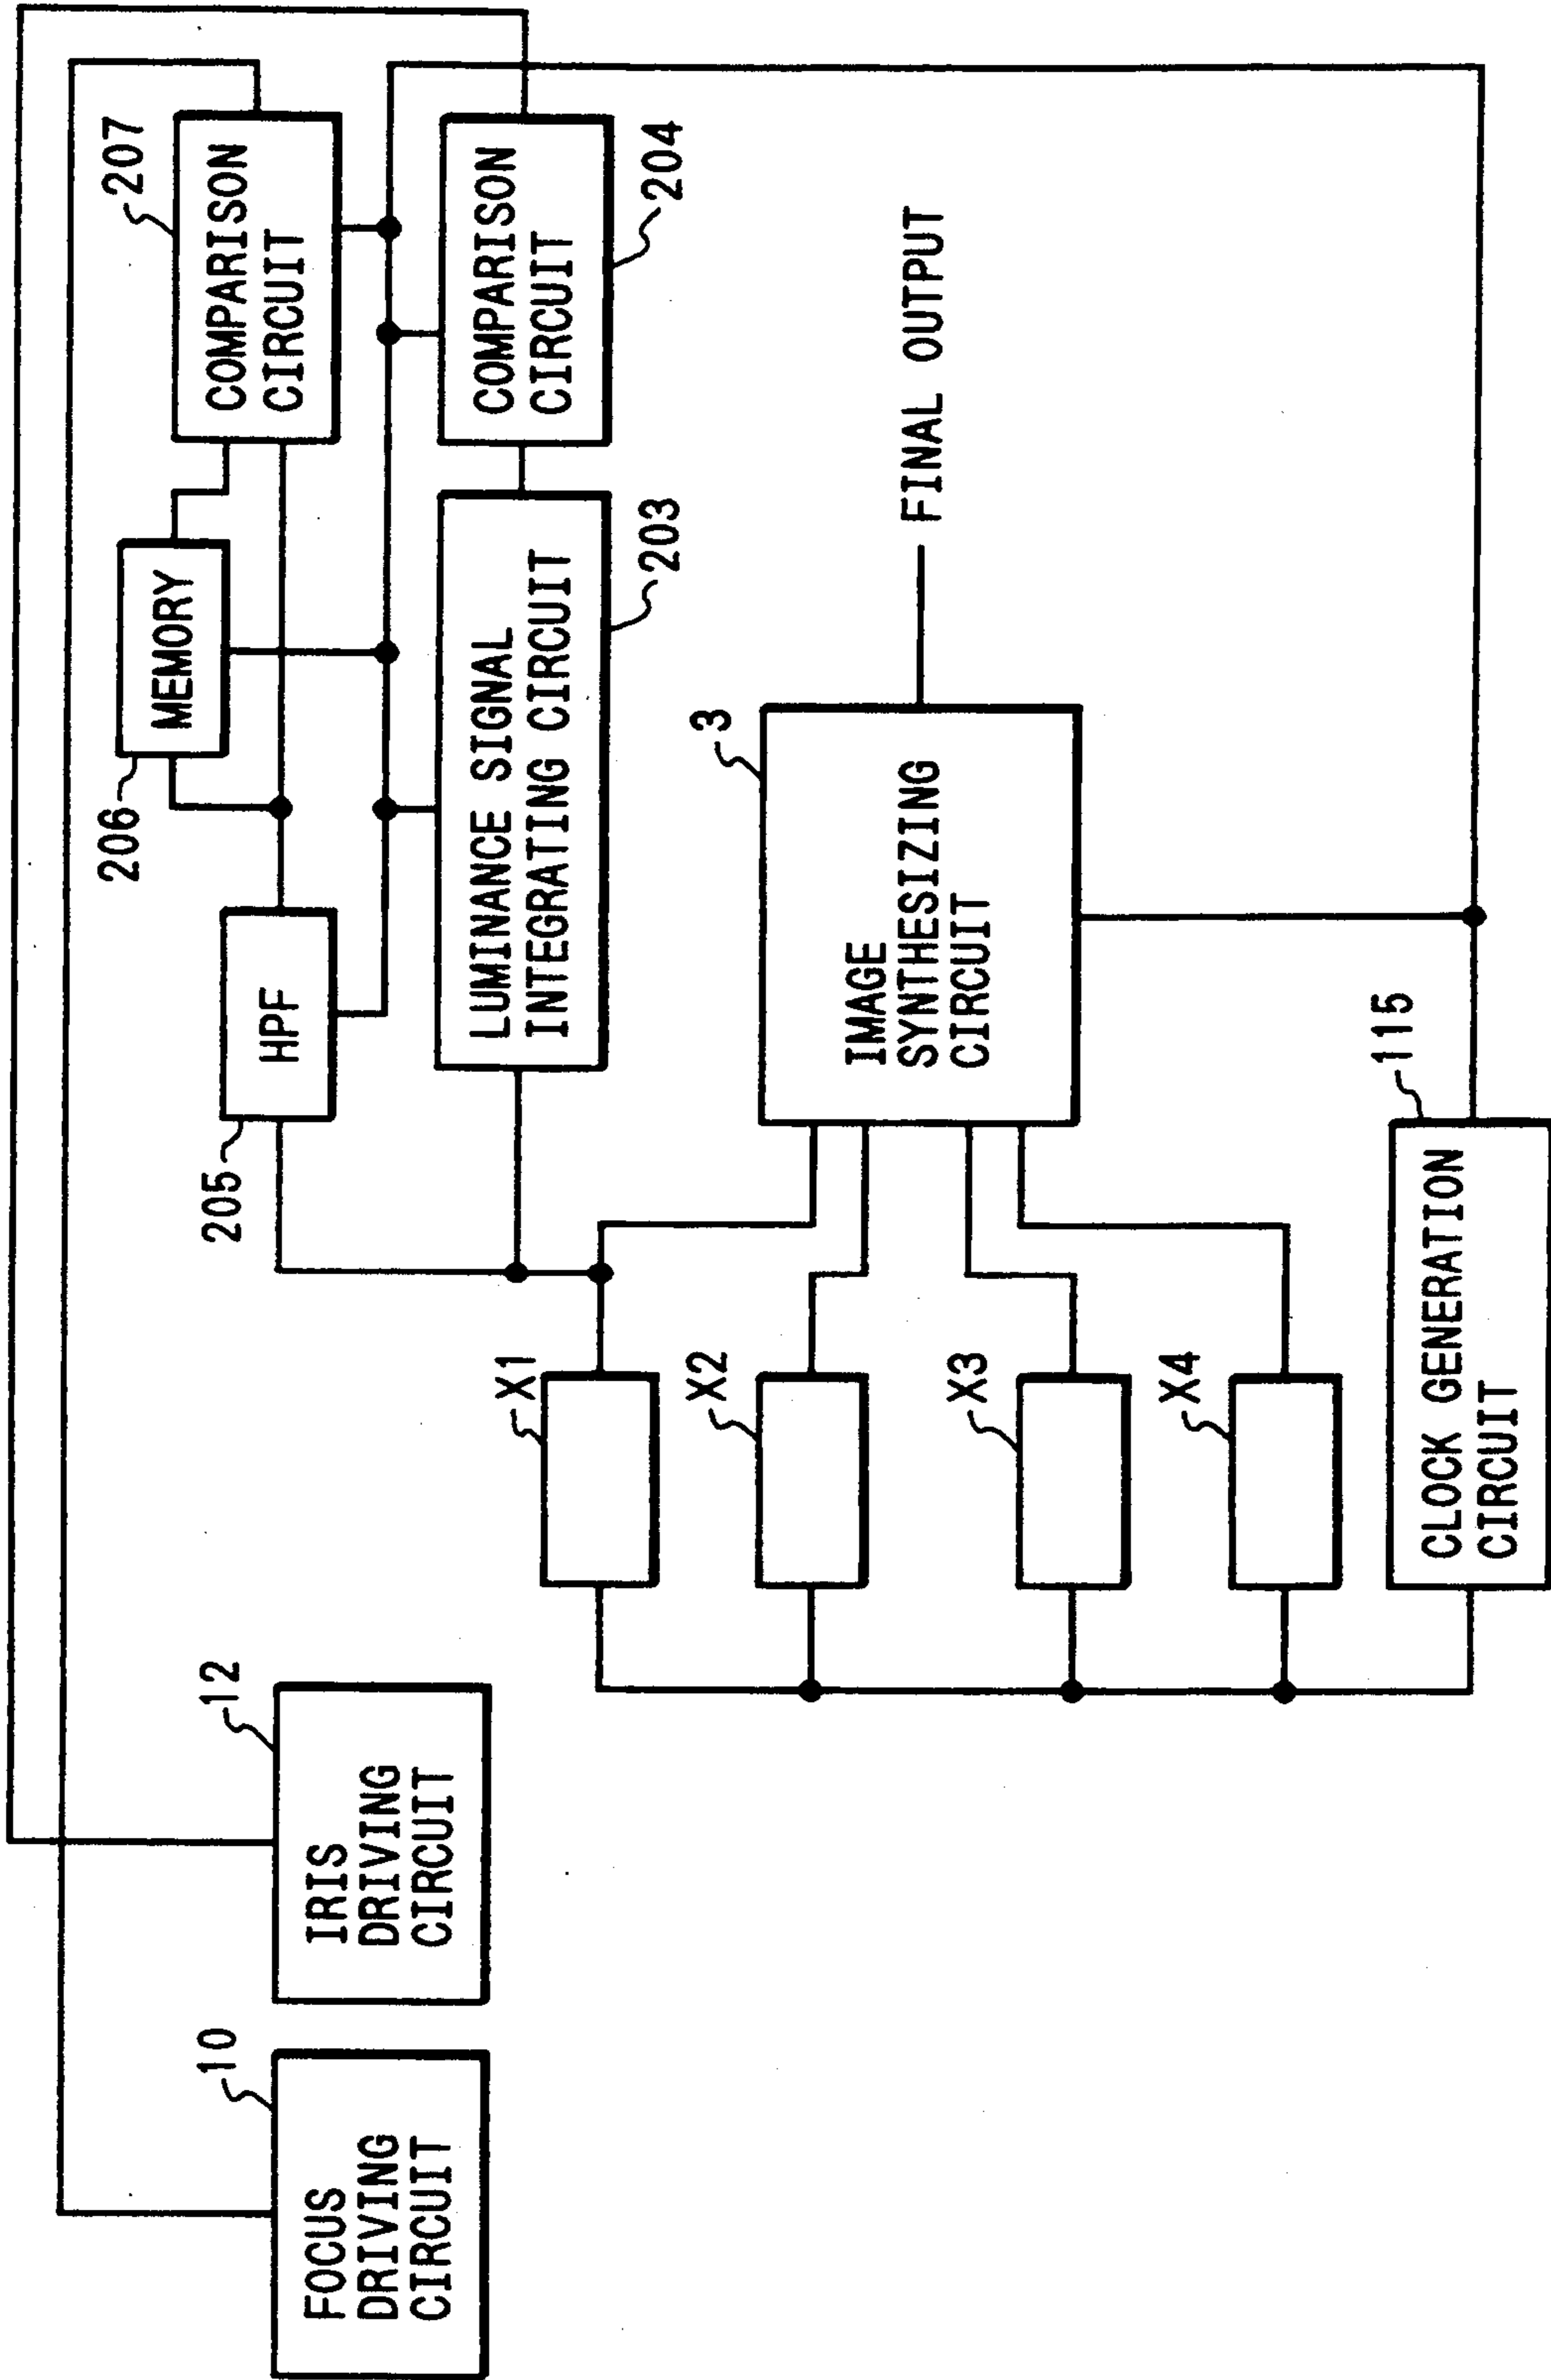 207
COMPARISON
CIRCUIT
MEMORY
206
HPF
205
COMPARISON
CIRCUIT
204
LUMINANCE SIGNAL
INTEGRATING CIRCUIT
203
12
IRIS
DRIVING
CIRCUIT
10
FOCUS
DRIVING
CIRCUIT
X1
X2
X3
X4
3
IMAGE
SYNTHESIZING
CIRCUIT
FINAL OUTPUT
115
CLOCK GENERATION
CIRCUIT